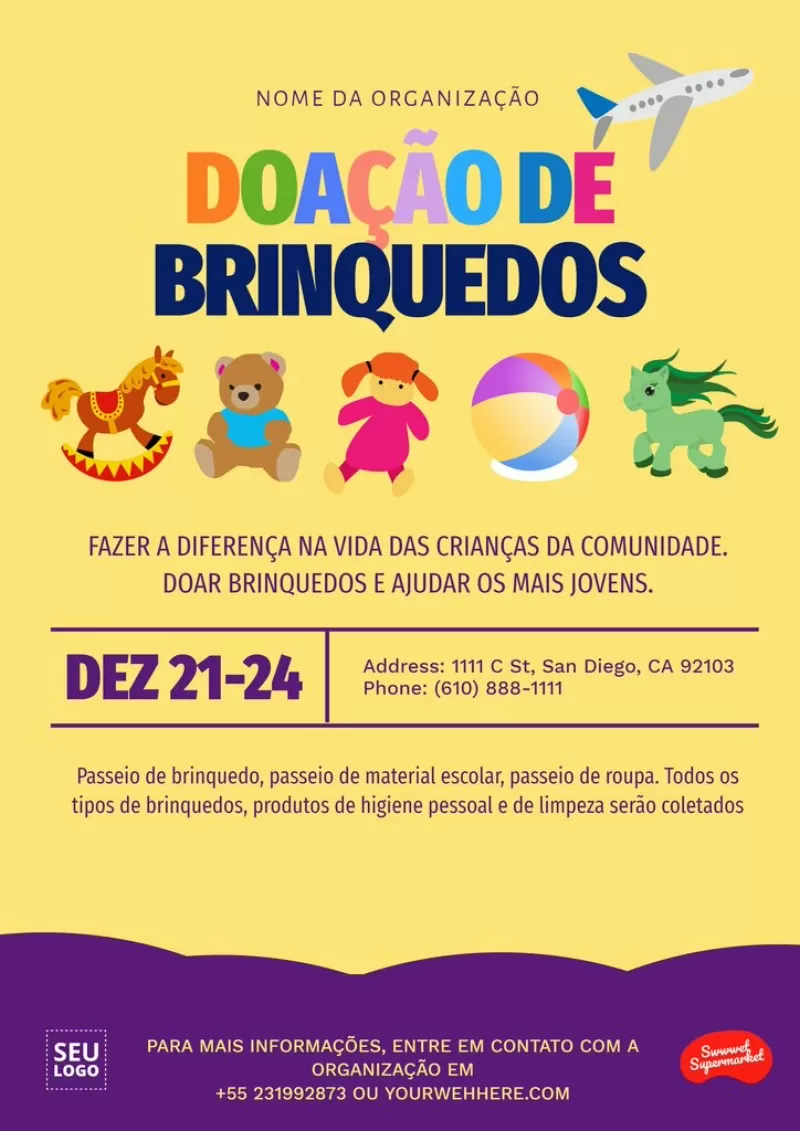 NOME DA ORGANIZAÇÃO
DOAÇÃO DE
BRINQUEDOS
FAZER A DIFERENÇA NA VIDA DAS CRIANÇAS DA COMUNIDADE.
DOAR BRINQUEDOS E AJUDAR OS MAIS JOVENS.
DEZ 21-24
Address: 1111 C St, San Diego, CA 92103
Phone: (610) 888-1111
Passeio de brinquedo, passeio de material escolar, passeio de roupa. Todos os
tipos de brinquedos, produtos de higiene pessoal e de limpeza serão coletados
SEU
LOGO
PARA MAIS INFORMAÇÕES, ENTRE EM CONTATO COM A
ORGANIZAÇÃO EM
+55 231992873 OU YOURWEHHERE.COM
Swwwet
Supermarket